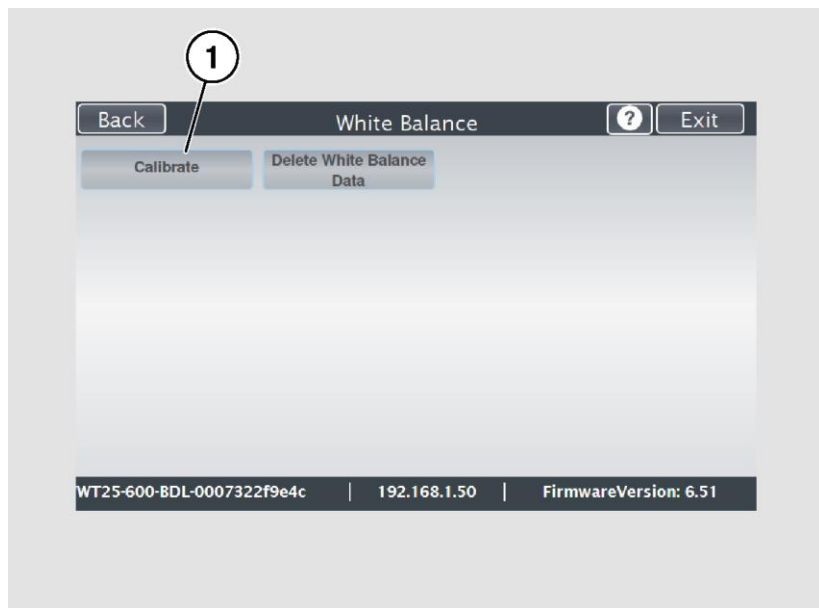 1
Back White Balance ? Exit
Calibrate Delete White Balance
Data
WT25-600-BDL-0007322f9e4c | 192.168.1.50 | FirmwareVersion: 6.51